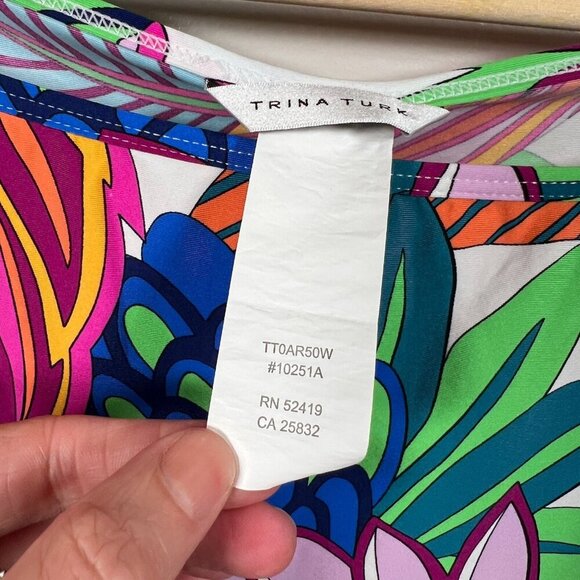 TRINA TURK
TT0AR50W
#10251A
RN 52419
CA 25832